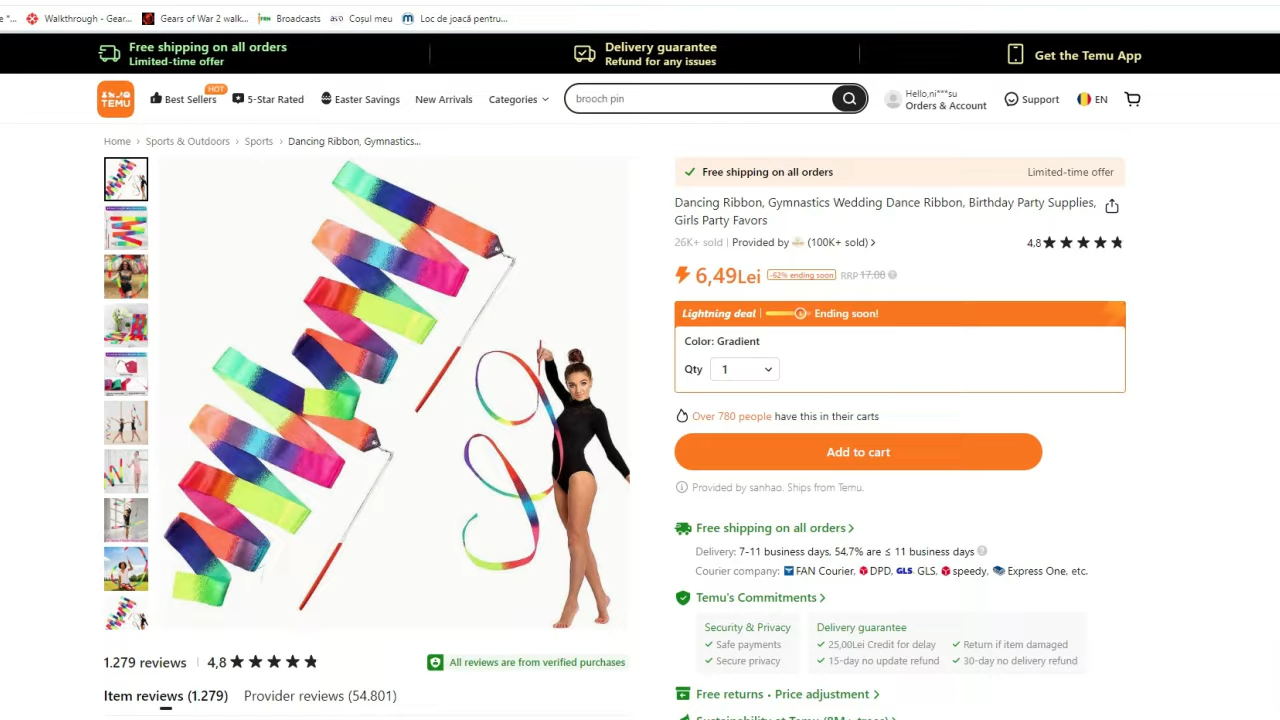 e *...
Walkthrough - Gear...
Gears of War 2 walk...
Broadcasts
Coșul meu
Loc de joacă pentru...
Free shipping on all orders
Limited-time offer
Delivery guarantee
Refund for any issues
Get the Temu App
TEMU
Best Sellers
HOT
5-Star Rated
Easter Savings
New Arrivals
Categories
brooch pin
Hello,ni***su
Orders & Account
Support
EN
Home › Sports & Outdoors › Sports › Dancing Ribbon, Gymnastics...
Free shipping on all orders
Limited-time offer
Dancing Ribbon, Gymnastics Wedding Dance Ribbon, Birthday Party Supplies,
Girls Party Favors
26K+ sold | Provided by (100K+ sold)
4,8
6,49Lei -62% ending soon RRP 17,08
Lightning deal | Ending soon!
Color: Gradient
Qty 1
Over 780 people have this in their carts
Add to cart
Provided by sanhao. Ships from Temu.
Free shipping on all orders
Delivery: 7-11 business days, 54.7% are ≤ 11 business days
Courier company: FAN Courier, DPD, GLS GLS, speedy, Express One, etc.
Temu's Commitments
Security & Privacy
Safe payments
Secure privacy
Delivery guarantee
25,00Lei Credit for delay
Return if item damaged
15-day no update refund
30-day no delivery refund
1.279 reviews | 4,8
All reviews are from verified purchases
Item reviews (1.279)
Provider reviews (54.801)
Free returns • Price adjustment
Sustainability at Temu (8M+ trees)